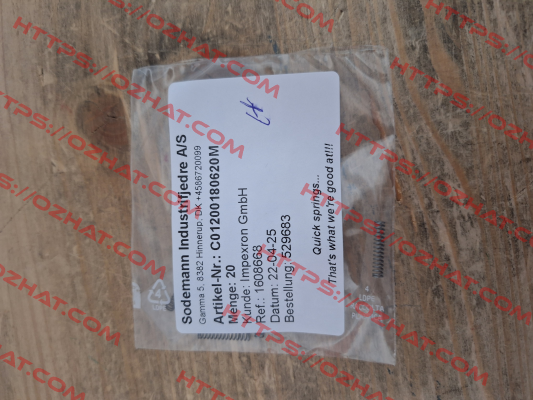 Sodemann Industrifjedre A/S
Gamma 5, 8382 Hinnerup, DK +4586720099
Artikel-Nr.: C01200180620M
Menge: 20
Kunde: Impexron GmbH
Ref.: 1608668
Datum: 22-04-25
Bestellung: 529683
Quick springs...
That's what we're good at!!!
HTTPS://OZHAT.COM